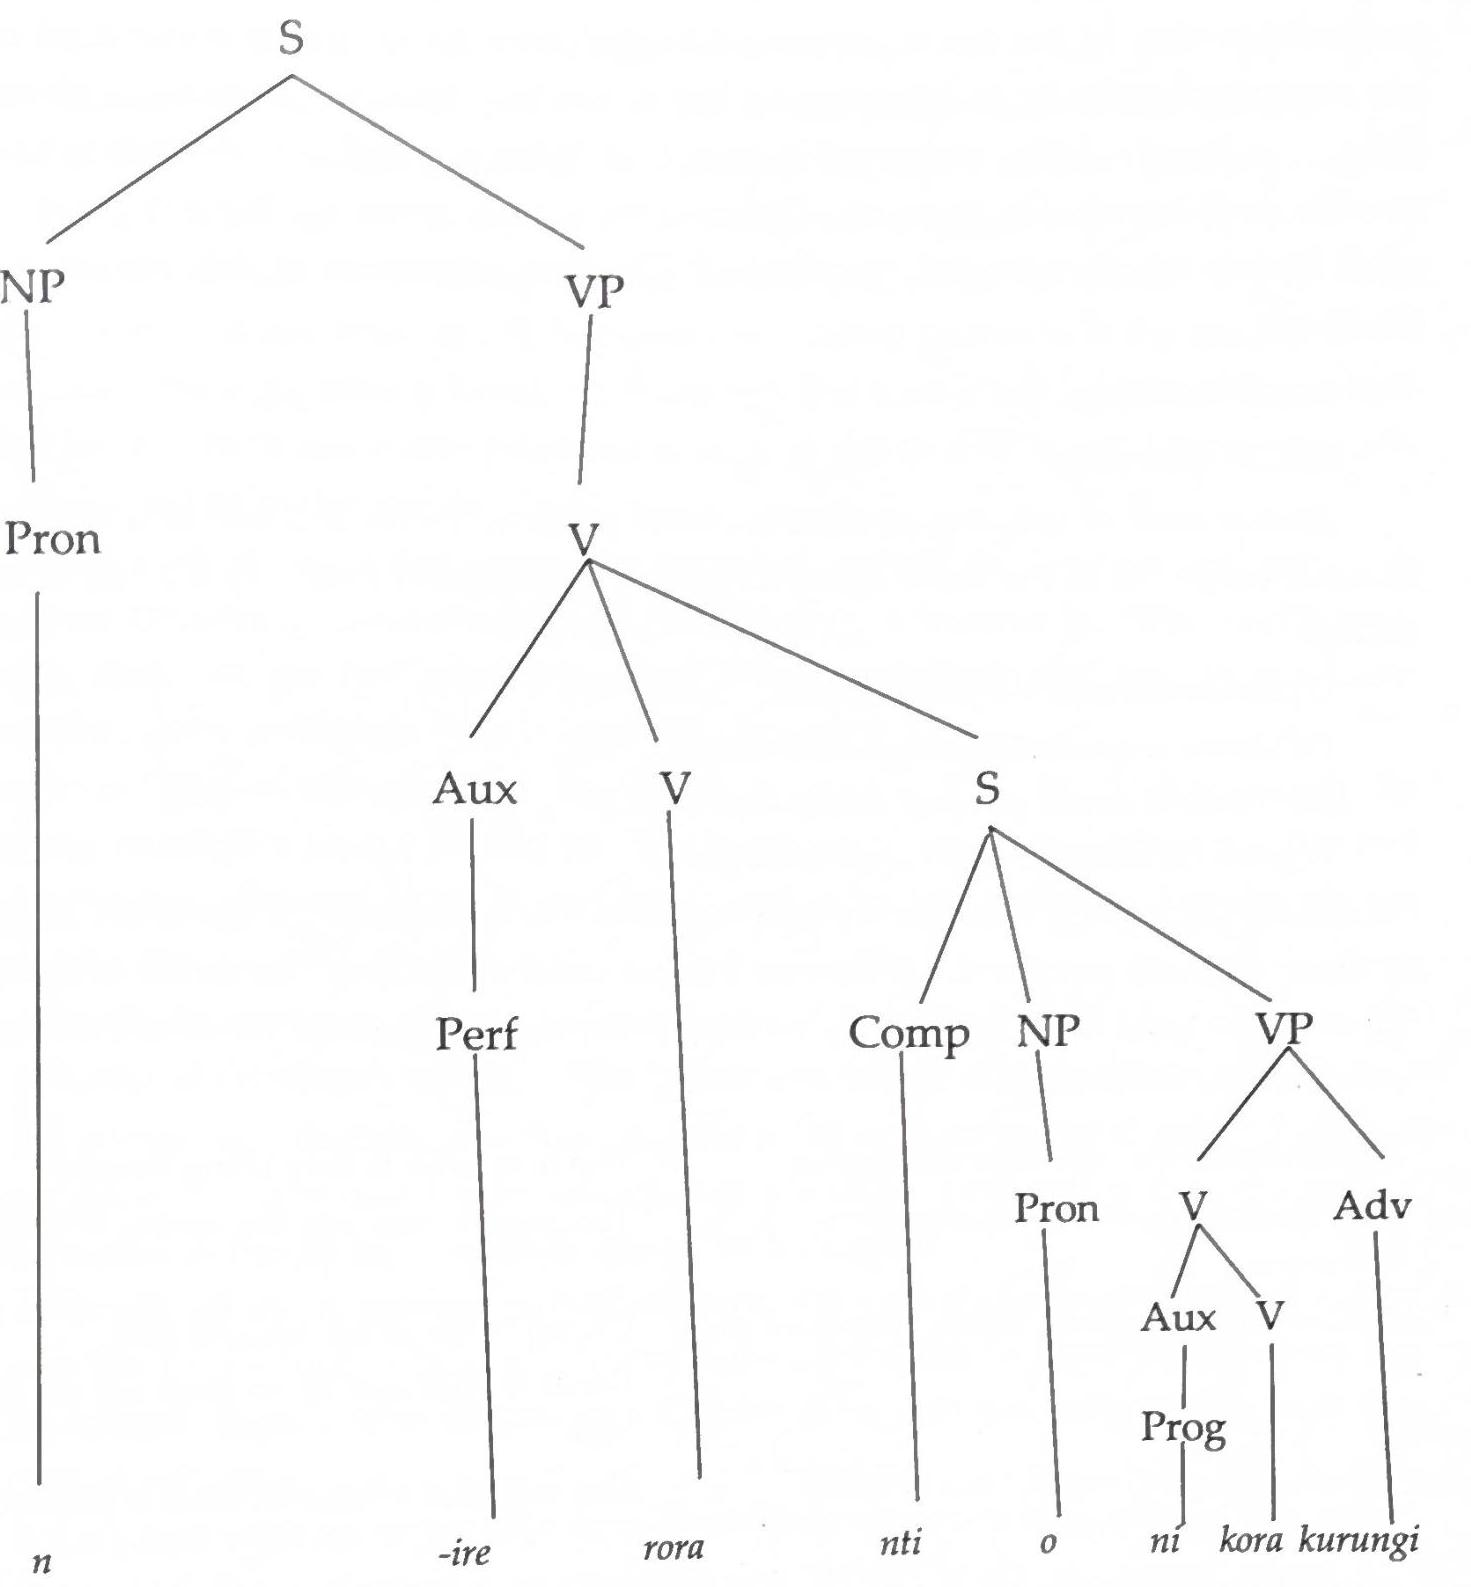 S
NP VP
Pron V
Aux V S
Perf Comp NP VP
Pron V Adv
Aux V
Prog
n -ire rora nti o ni kora kurungi